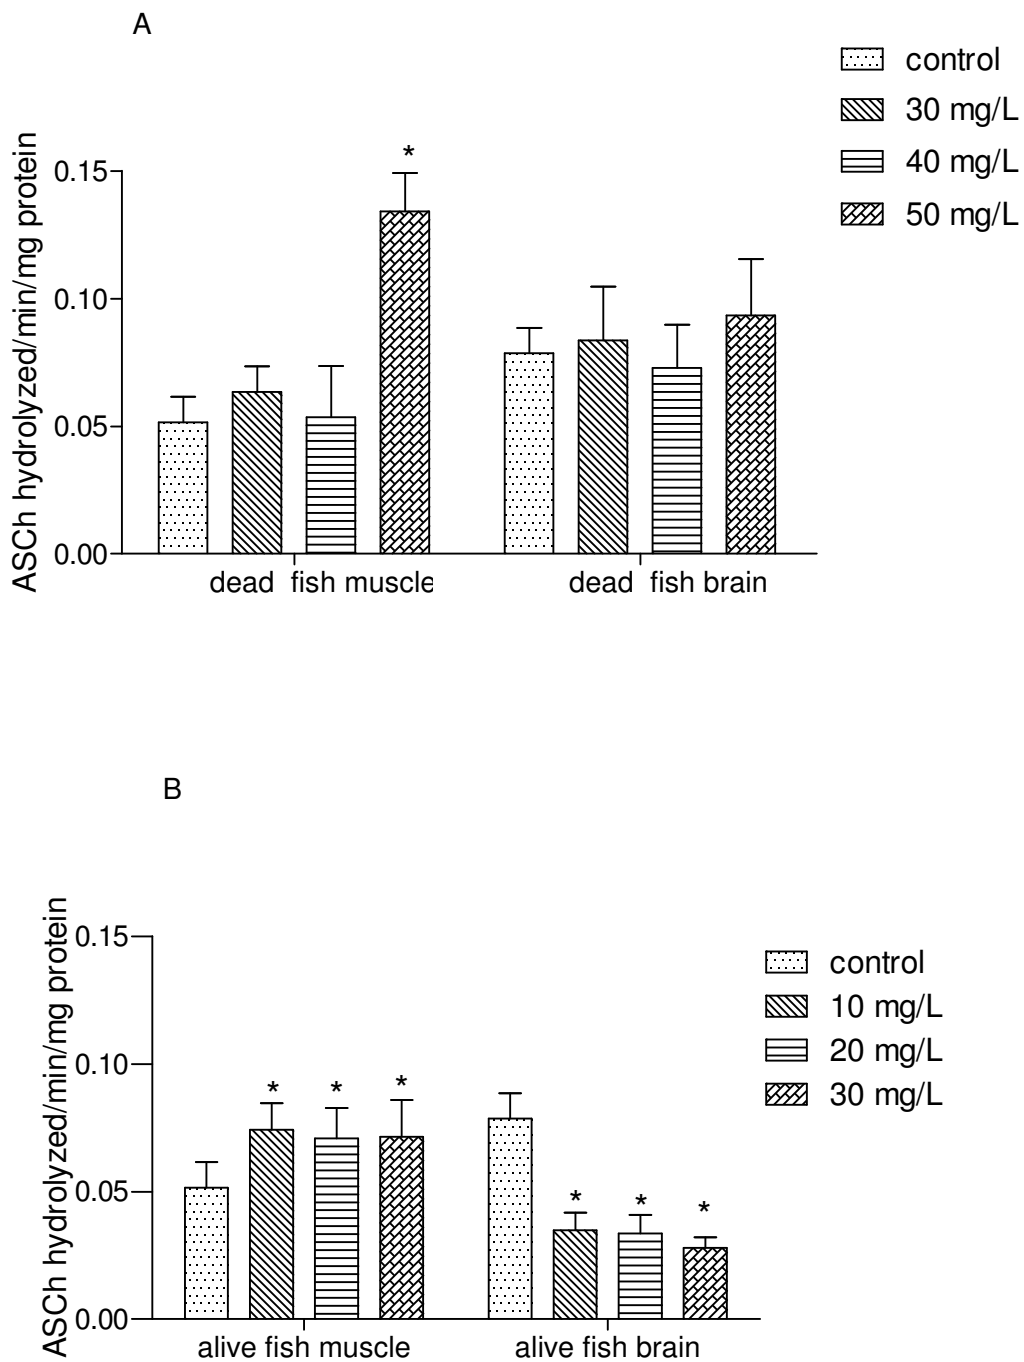 A
control
30 mg/L
40 mg/L
50 mg/L
ASCh hydrolyzed/min/mg protein
*
0.15
0.10
0.05
0.00
dead fish muscle
dead fish brain
B
ASCh hydrolyzed/min/mg protein
0.15
0.10
0.05
0.00
control
10 mg/L
20 mg/L
30 mg/L
* * *
* * *
alive fish muscle
alive fish brain